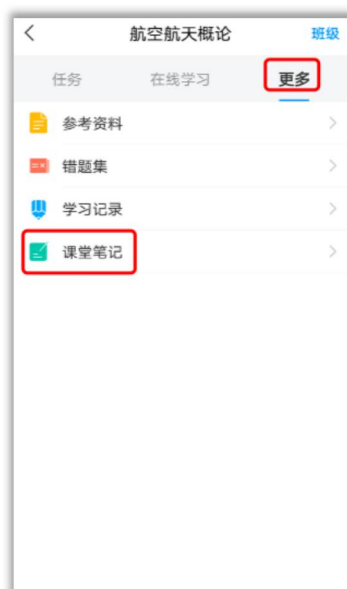 航空航天概论 班级
任务 在线学习 更多
参考资料
错题集
学习记录
课堂笔记